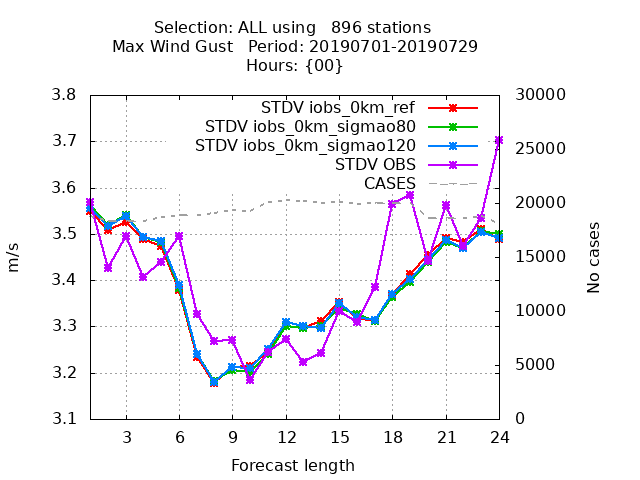 Selection: ALL using   896 stations
Max Wind Gust   Period: 20190701-20190729
Hours: {00}
3.8
3.7
3.6
3.5
3.4
3.3
3.2
3.1
m/s
STDV iobs_0km_ref
STDV iobs_0km_sigmao80
STDV iobs_0km_sigmao120
STDV OBS
CASES
30000
25000
20000
15000
10000
5000
0
No cases
3 6 9 12 15 18 21 24
Forecast length